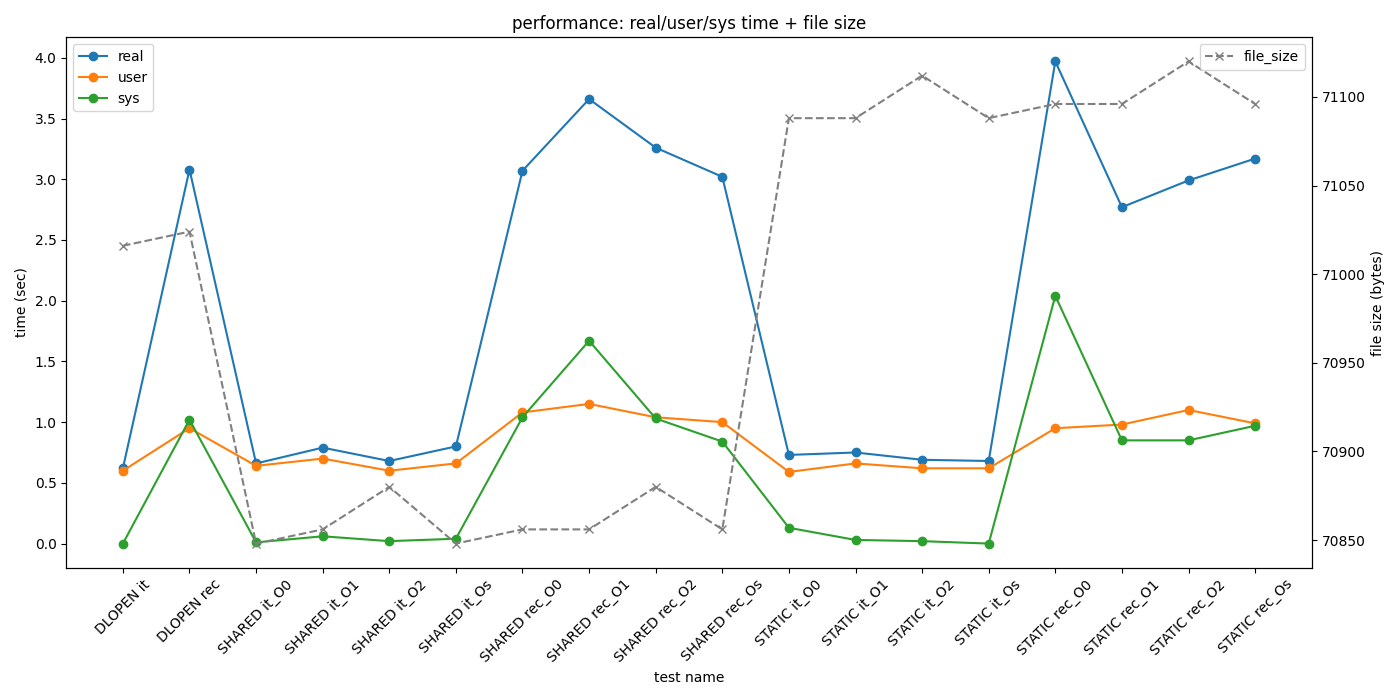 performance: real/user/sys time + file size
real
user
sys
file_size
4.0
3.5
3.0
2.5
2.0
1.5
1.0
0.5
0.0
time (sec)
71100
71050
71000
70950
70900
70850
file size (bytes)
DLOPEN it
DLOPEN rec
SHARED it_O0
SHARED it_O1
SHARED it_O2
SHARED it_Os
SHARED rec_O0
SHARED rec_O1
SHARED rec_O2
SHARED rec_Os
STATIC it_O0
STATIC it_O1
STATIC it_O2
STATIC it_Os
STATIC rec_O0
STATIC rec_O1
STATIC rec_O2
STATIC rec_Os
test name